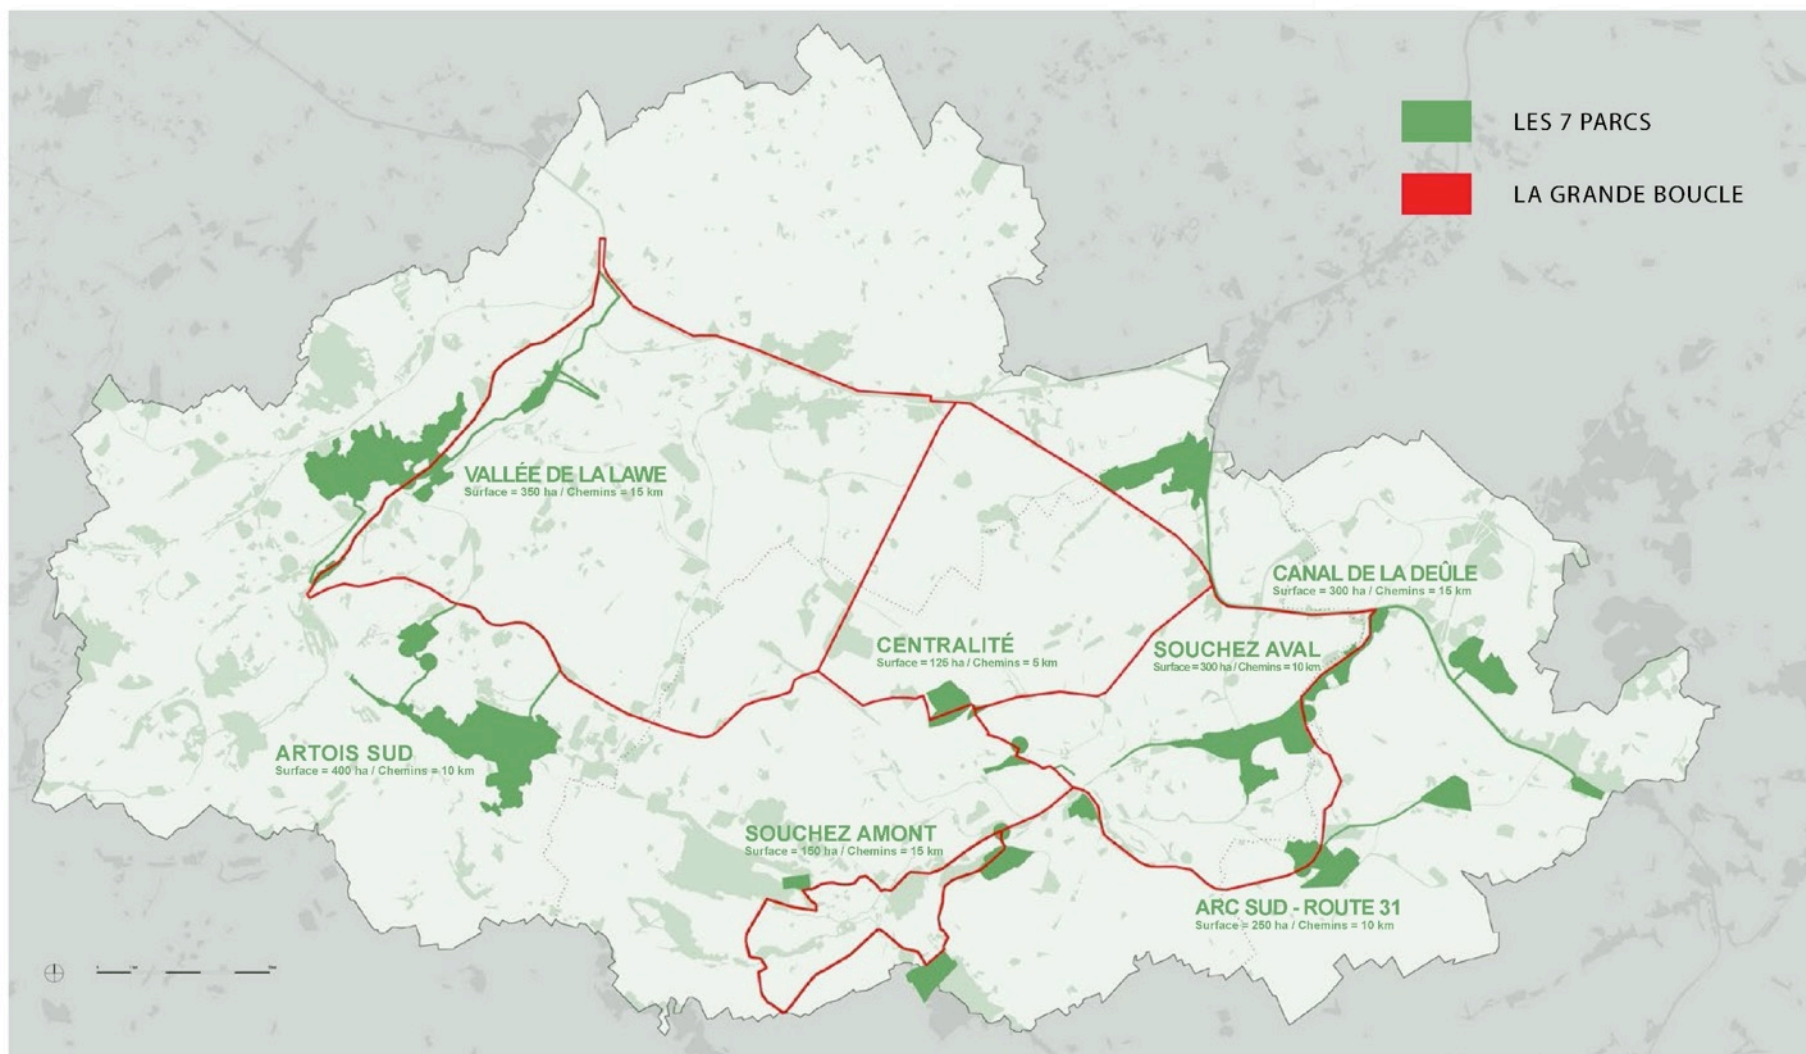 LES 7 PARCS
LA GRANDE BOUCLE
VALLÉE DE LA LAWE
Surface = 350 ha / Chemins = 15 km
CANAL DE LA DEÛLE
Surface = 300 ha / Chemins = 15 km
CENTRALITÉ
Surface = 125 ha / Chemins = 5 km
SOUCHEZ AVAL
Surface = 300 ha / Chemins = 10 km
ARTOIS SUD
Surface = 400 ha / Chemins = 10 km
SOUCHEZ AMONT
Surface = 150 ha / Chemins = 15 km
ARC SUD - ROUTE 31
Surface = 250 ha / Chemins = 10 km